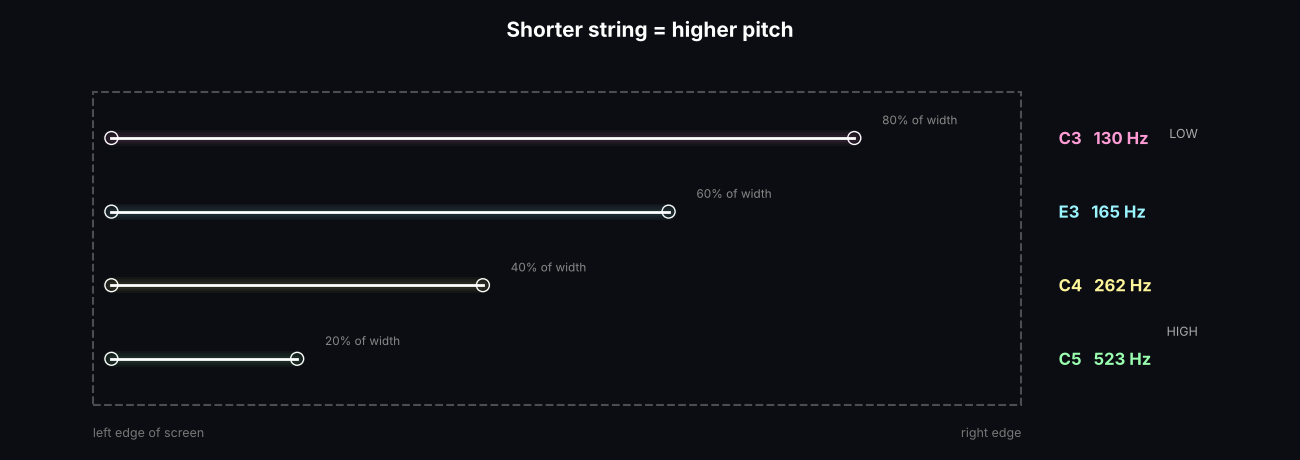 Shorter string = higher pitch
80% of width
C3 130 Hz LOW
60% of width
E3 165 Hz
40% of width
C4 262 Hz
HIGH
20% of width
C5 523 Hz
left edge of screen
right edge